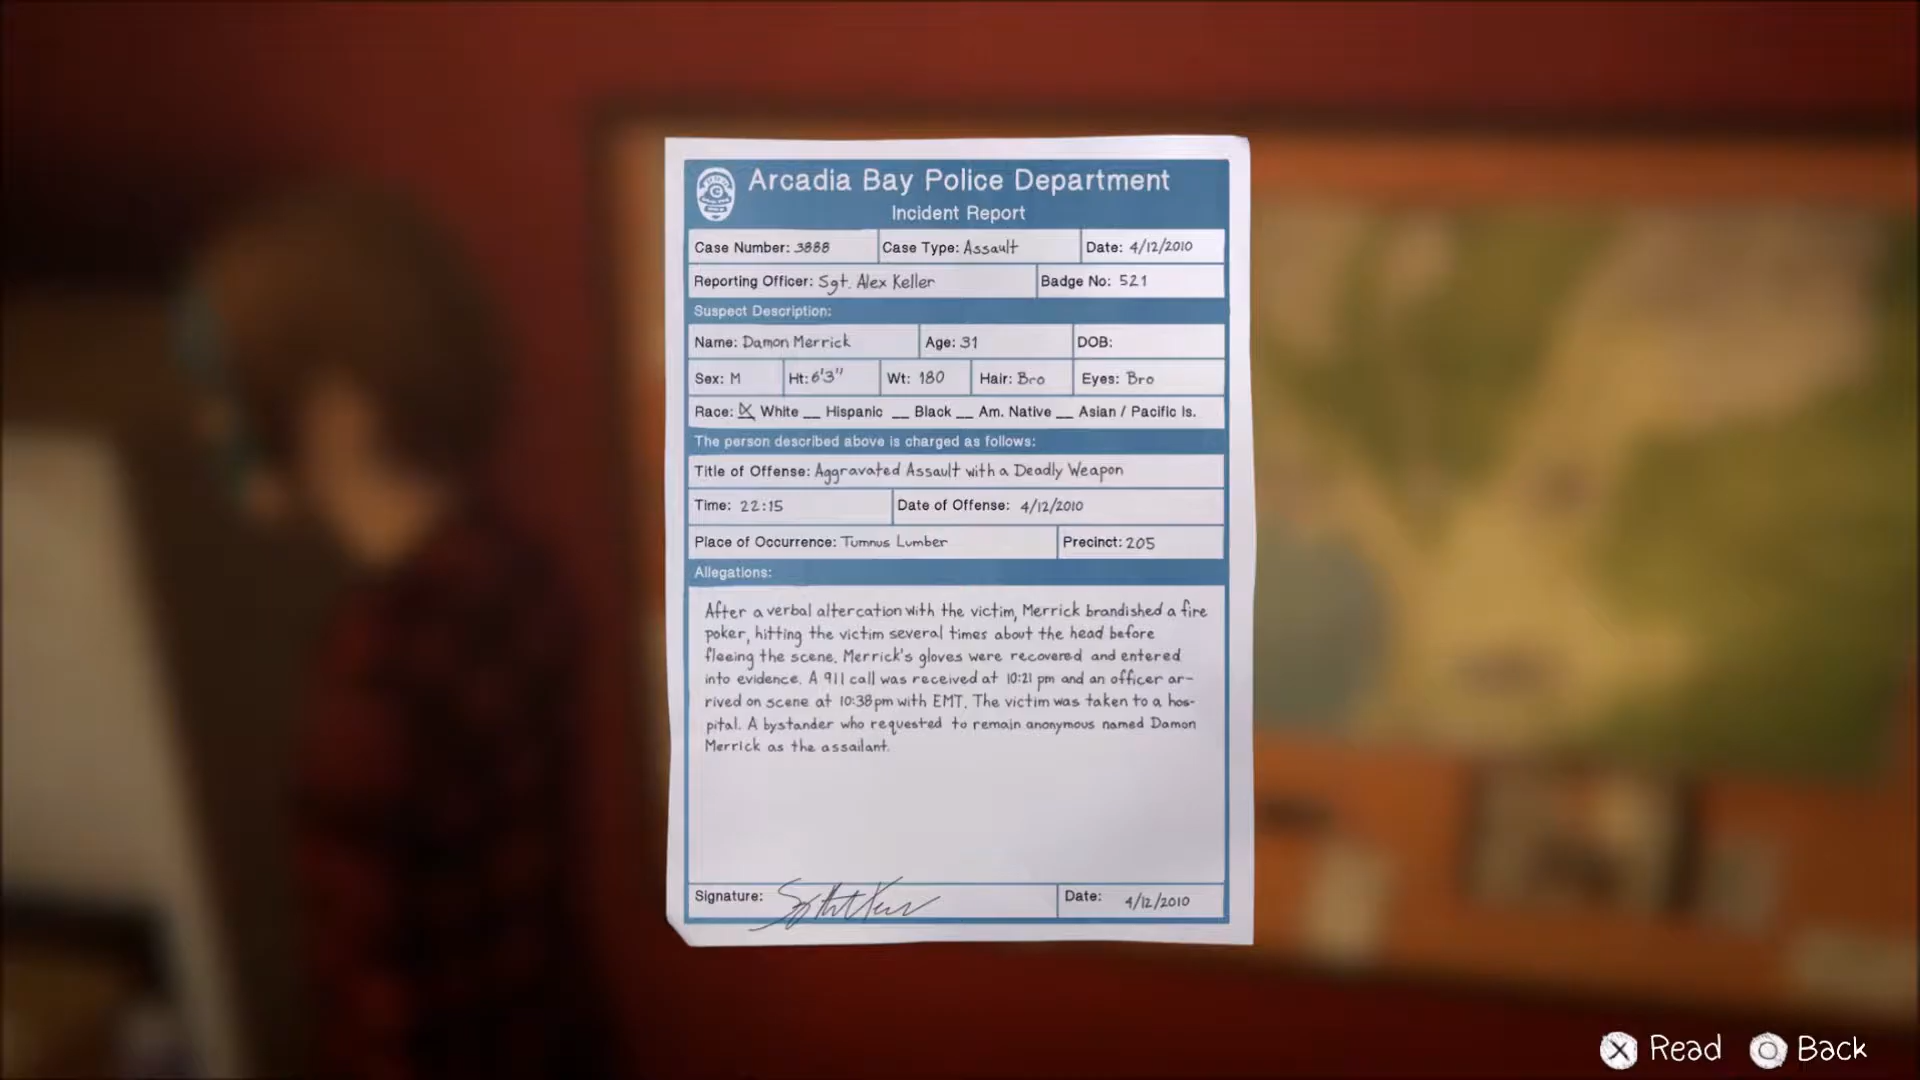 Arcadia Bay Police Department
Incident Report
Case Number: 3888 Case Type: Assault Date: 4/12/2010
Reporting Officer: Sgt. Alex Keller Badge No: 521
Suspect Description:
Name: Damon Merrick Age: 31 DOB:
Sex: M Ht: 6'3" Wt: 180 Hair: Bro Eyes: Bro
Race: X White __ Hispanic __ Black __ Am. Native __ Asian / Pacific Is.
The person described above is charged as follows:
Title of Offense: Aggravated Assault with a Deadly Weapon
Time: 22:15 Date of Offense: 4/12/2010
Place of Occurrence: Tumnus Lumber Precinct: 205
Allegations:
After a verbal altercation with the victim, Merrick brandished a fire
poker, hitting the victim several times about the head before
fleeing the scene. Merrick's gloves were recovered and entered
into evidence. A 911 call was received at 10:21 pm and an officer ar-
rived on scene at 10:38pm with EMT. The victim was taken to a hos-
pital. A bystander who requested to remain anonymous named Damon
Merrick as the assailant.
Signature: Date: 4/12/2010
Read Back